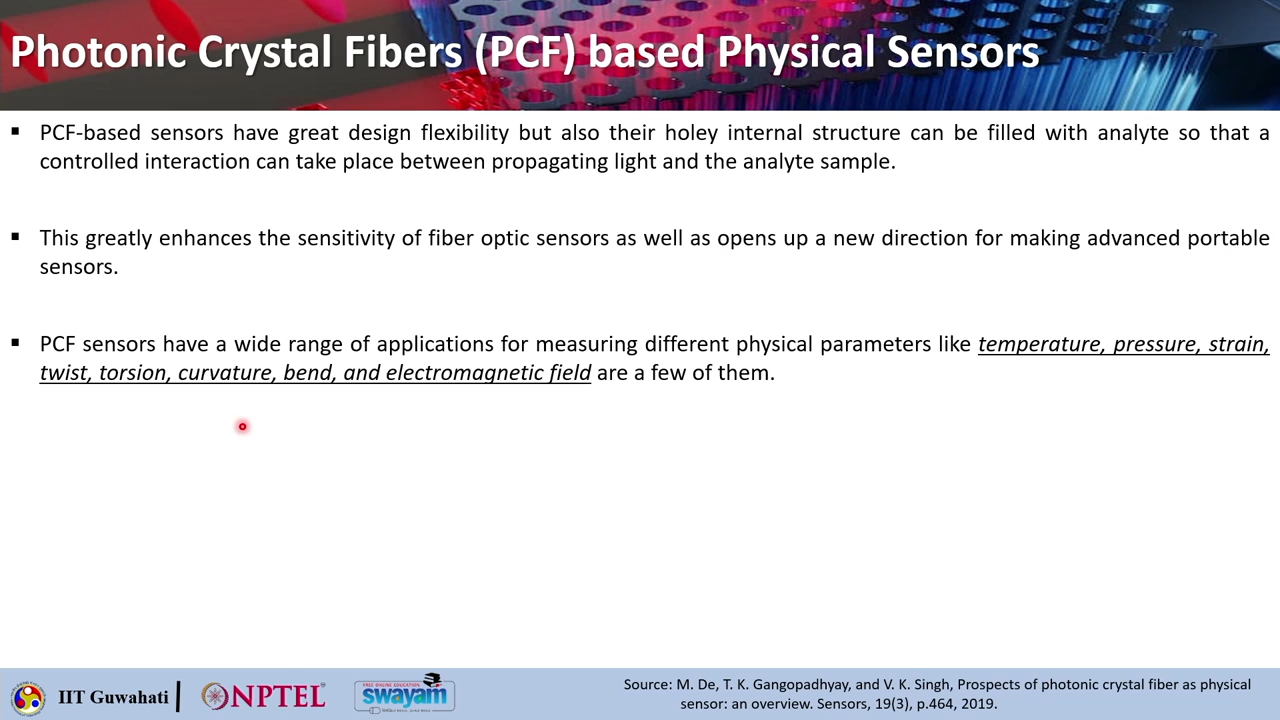 Photonic Crystal Fibers (PCF) based Physical Sensors
▪ PCF-based sensors have great design flexibility but also their holey internal structure can be filled with analyte so that a
controlled interaction can take place between propagating light and the analyte sample.
▪ This greatly enhances the sensitivity of fiber optic sensors as well as opens up a new direction for making advanced portable
sensors.
▪ PCF sensors have a wide range of applications for measuring different physical parameters like temperature, pressure, strain,
twist, torsion, curvature, bend, and electromagnetic field are a few of them.
IIT Guwahati
NPTEL
FREE ONLINE EDUCATION
swayam
Source: M. De, T. K. Gangopadhyay, and V. K. Singh, Prospects of photonic crystal fiber as physical
sensor: an overview. Sensors, 19(3), p.464, 2019.